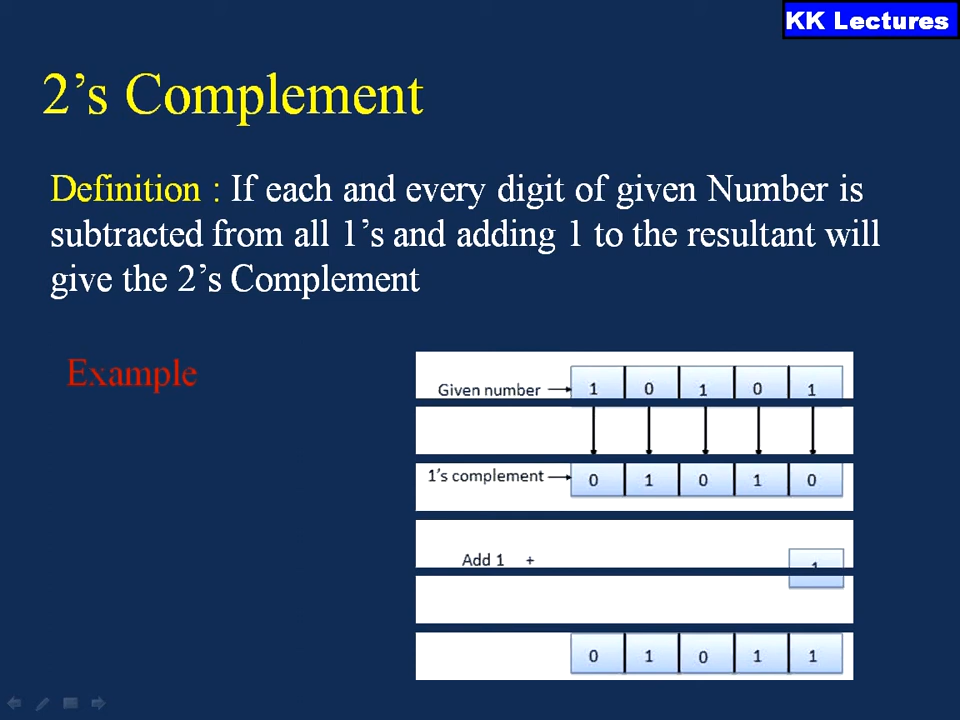 KK Lectures
2's Complement
Definition : If each and every digit of given Number is
subtracted from all 1's and adding 1 to the resultant will
give the 2's Complement
Example
Given number 1 0 1 0 1
1's complement 0 1 0 1 0
Add 1 + 1
0 1 0 1 1